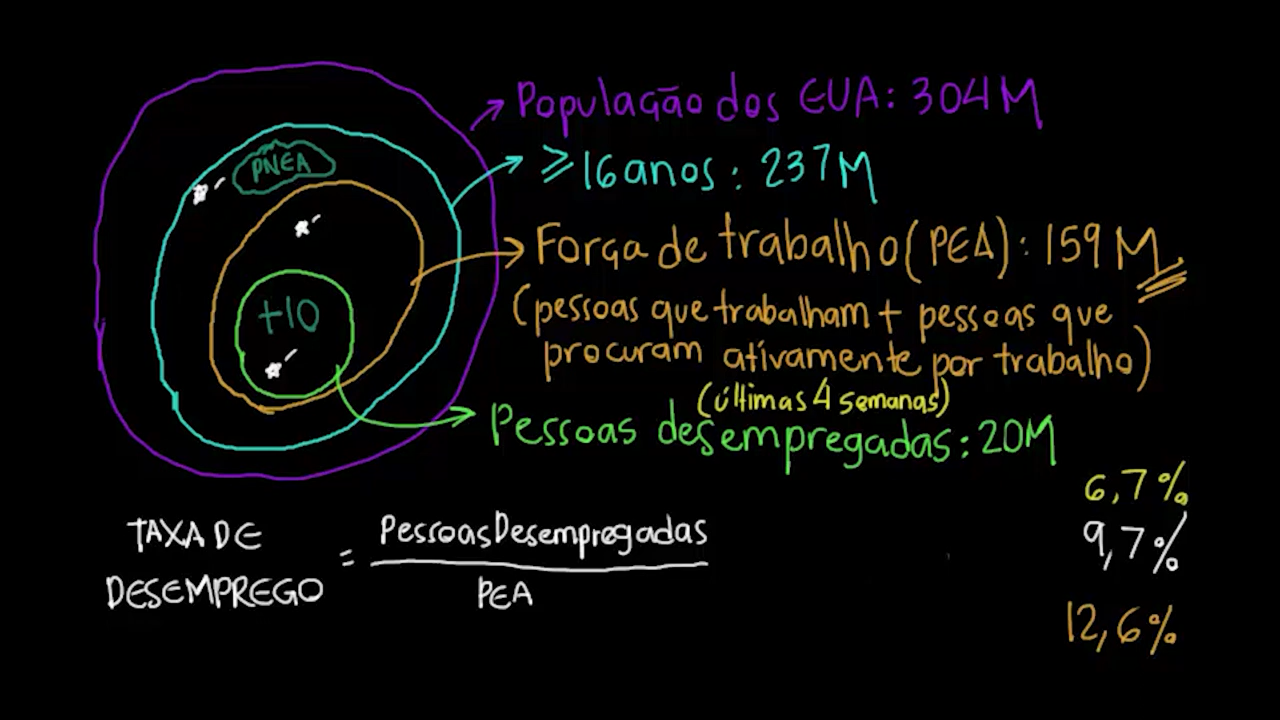 População dos EUA: 304M
PNEA
≥16 anos: 237M
Força de trabalho (PEA): 159M
(pessoas que trabalham + pessoas que
procuram ativamente por trabalho)
+10
(últimas 4 semanas)
Pessoas desempregadas: 20M
6,7%
9,7%
12,6%
TAXA DE
DESEMPREGO
=
Pessoas Desempregadas
PEA